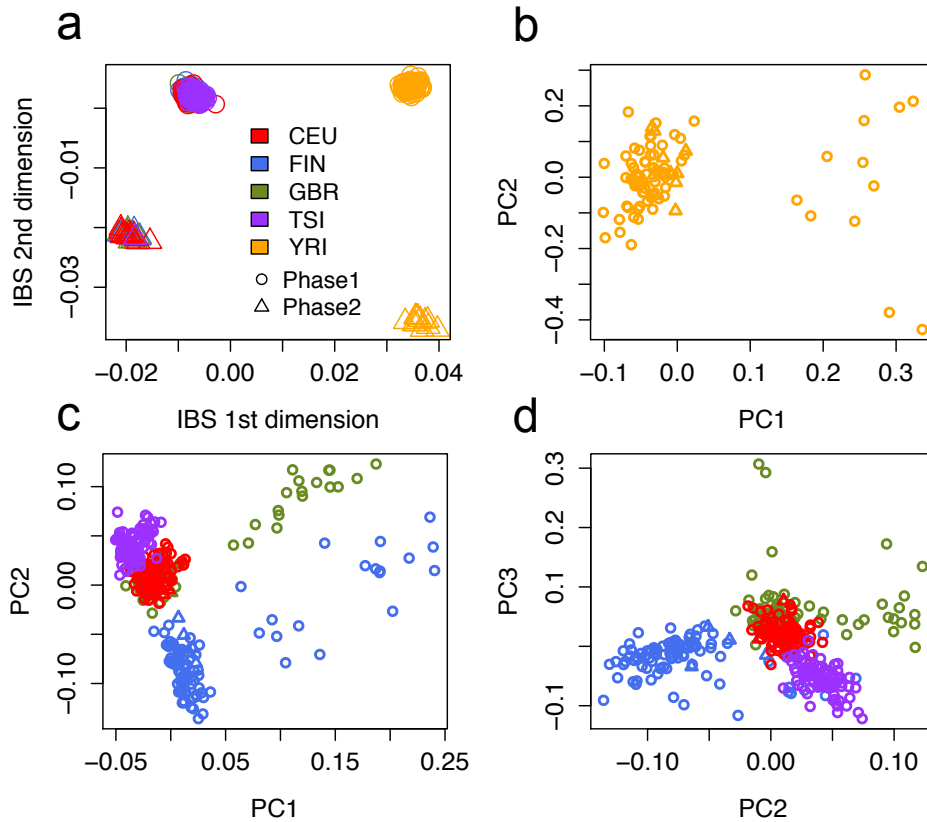 a
IBS 2nd dimension
−0.01
−0.03
CEU
FIN
GBR
TSI
YRI
Phase1
Phase2
−0.02 0.00 0.02 0.04
IBS 1st dimension
b
PC2
0.2
0.0
−0.2
−0.4
−0.1 0.0 0.1 0.2 0.3
PC1
c
PC2
0.10
0.00
−0.10
−0.05 0.05 0.15 0.25
PC1
d
PC3
0.3
0.1
−0.1
−0.10 0.00 0.10
PC2